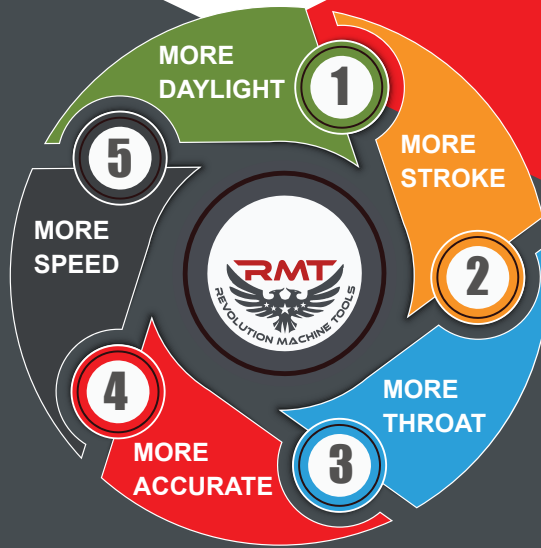 MORE
DAYLIGHT
1
MORE
STROKE
2
MORE
THROAT
3
MORE
ACCURATE
4
MORE
SPEED
5
RMT
REVOLUTION MACHINE TOOLS